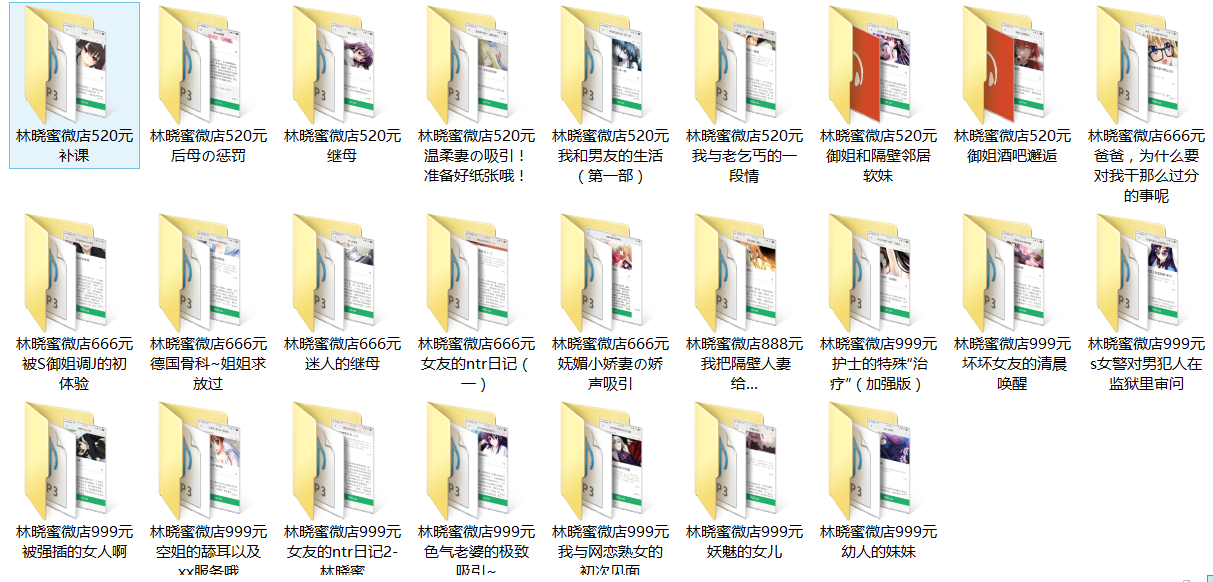 林晓蜜微店520元
补课
林晓蜜微店520元
后母の惩罚
林晓蜜微店520元
继母
林晓蜜微店520元
温柔妻の吸引！
准备好纸张哦！
林晓蜜微店520元
我和男友的生活
（第一部）
林晓蜜微店520元
我与老乞丐的一
段情
林晓蜜微店520元
御姐和隔壁邻居
软妹
林晓蜜微店520元
御姐酒吧邂逅
林晓蜜微店666元
爸爸，为什么要
对我干那么过分
的事呢
林晓蜜微店666元
被S御姐调J的初
体验
林晓蜜微店666元
德国骨科~姐姐求
放过
林晓蜜微店666元
迷人的继母
林晓蜜微店666元
女友的ntr日记（
一）
林晓蜜微店666元
妩媚小娇妻の娇
声吸引
林晓蜜微店888元
我把隔壁人妻
给...
林晓蜜微店999元
护士的特殊“治
疗”（加强版）
林晓蜜微店999元
坏坏女友的清晨
唤醒
林晓蜜微店999元
s女警对男犯人在
监狱里审问
林晓蜜微店999元
被强插的女人啊
林晓蜜微店999元
空姐的舔耳以及
xx服务哦
林晓蜜微店999元
女友的ntr日记2-
林晓蜜
林晓蜜微店999元
色气老婆的极致
吸引~
林晓蜜微店999元
我与网恋熟女的
初次见面
林晓蜜微店999元
妖魅的女儿
林晓蜜微店999元
幼人的妹妹